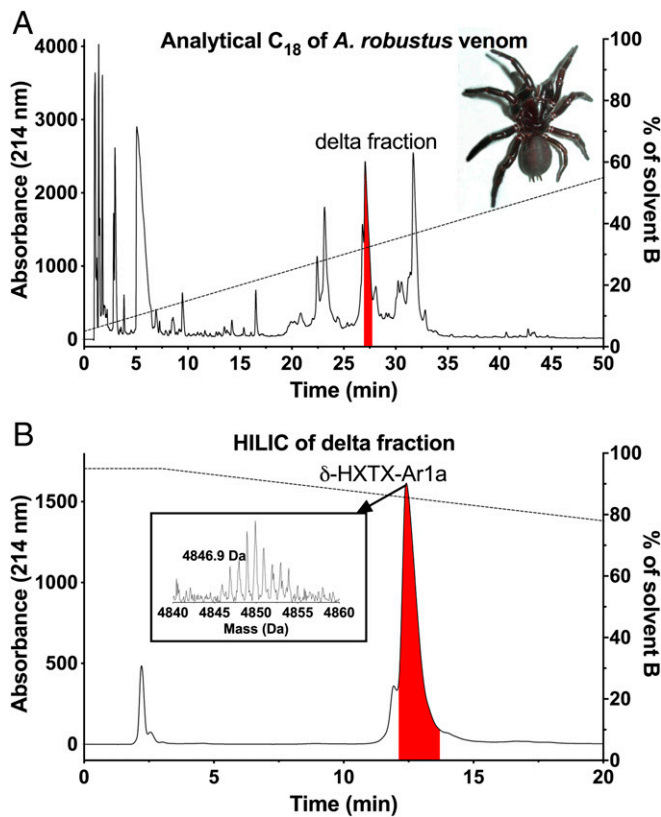 A
Analytical C18 of A. robustus venom
delta fraction
Absorbance (214 nm)
4000
3000
2000
1000
0
100
80
60
40
20
0
% of solvent B
0 5 10 15 20 25 30 35 40 45 50
Time (min)
B
HILIC of delta fraction
δ-HXTX-Ar1a
Absorbance (214 nm)
1500
1000
500
0
4846.9 Da
4840 4845 4850 4855 4860
Mass (Da)
100
80
60
40
20
0
% of solvent B
0 5 10 15 20
Time (min)